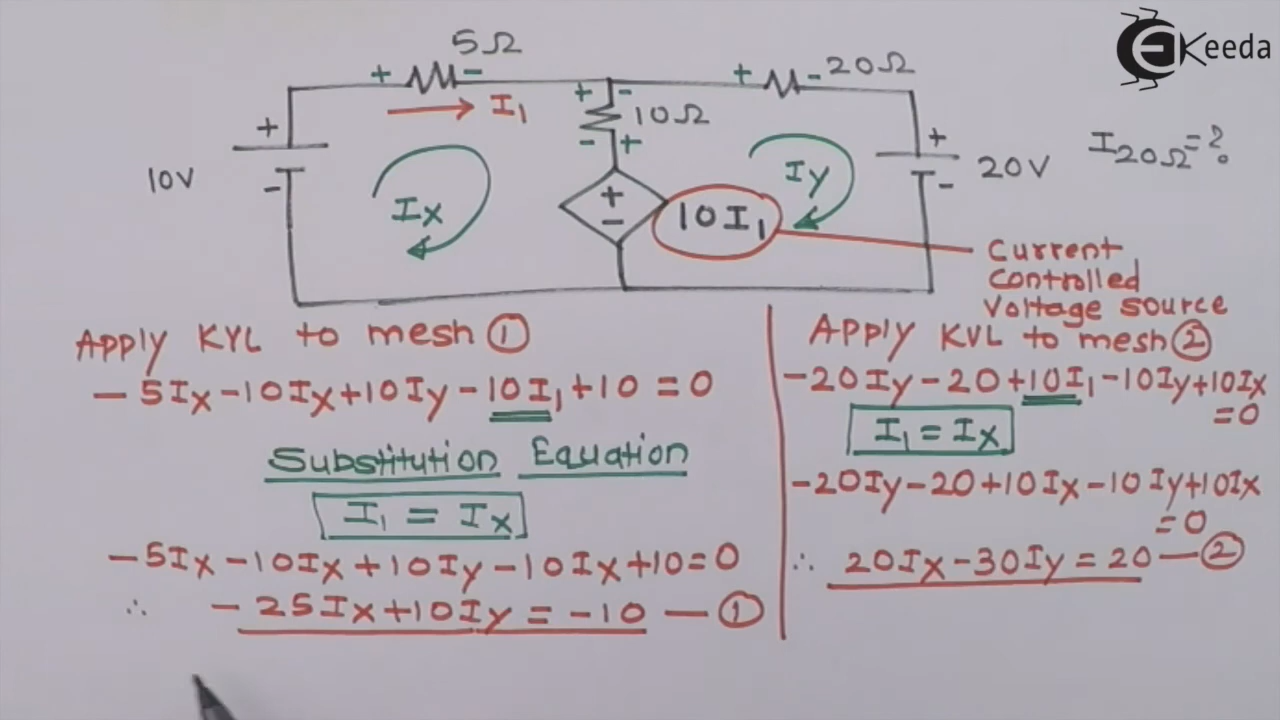 Keeda
5Ω
+ - + - 20Ω
I₁ + - 10Ω
- +
+ + I20Ω=?
10V - Ix + - 10I₁ Iy 20V -
Current
Controlled
Voltage source
Apply KVL to mesh ①
-5Ix-10Ix+10Iy-10I₁+10=0
Substitution Equation
I₁ = Ix
-5Ix-10Ix+10Iy-10Ix+10=0
∴ -25Ix+10Iy = -10 — ①
Apply KVL to mesh ②
-20Iy-20+10I₁-10Iy+10Ix
=0
I₁ = Ix
-20Iy-20+10Ix-10Iy+10Ix
=0
∴ 20Ix-30Iy=20 — ②